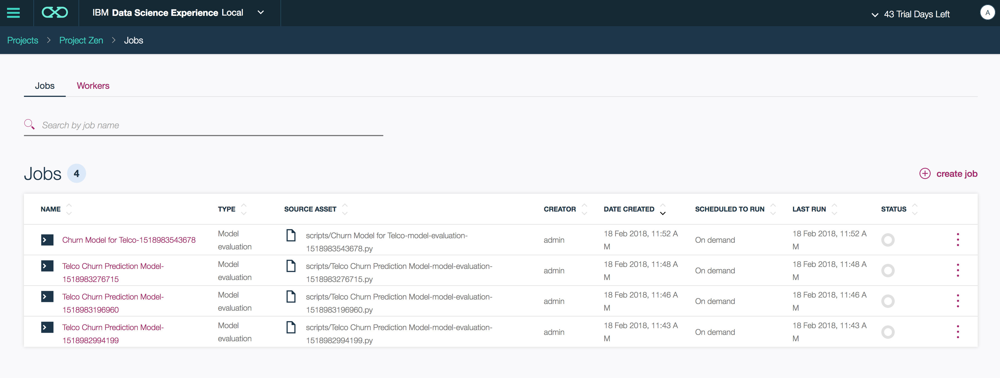 IBM Data Science Experience Local
43 Trial Days Left
A
Projects > Project Zen > Jobs
Jobs
Workers
Search by job name
Jobs 4
create job
NAME TYPE SOURCE ASSET CREATOR DATE CREATED SCHEDULED TO RUN LAST RUN STATUS
Churn Model for Telco-1518983543678
Model
evaluation
scripts/Churn Model for Telco-model-evaluation-
1518983543678.py
admin
18 Feb 2018, 11:52 A
M
On demand
18 Feb 2018, 11:52 A
M
Telco Churn Prediction Model-
1518983276715
Model
evaluation
scripts/Telco Churn Prediction Model-model-evaluation-
1518983276715.py
admin
18 Feb 2018, 11:48 A
M
On demand
18 Feb 2018, 11:48 A
M
Telco Churn Prediction Model-
1518983196960
Model
evaluation
scripts/Telco Churn Prediction Model-model-evaluation-
1518983196960.py
admin
18 Feb 2018, 11:46 A
M
On demand
18 Feb 2018, 11:46 A
M
Telco Churn Prediction Model-
1518982994199
Model
evaluation
scripts/Telco Churn Prediction Model-model-evaluation-
1518982994199.py
admin
18 Feb 2018, 11:43 A
M
On demand
18 Feb 2018, 11:43 A
M